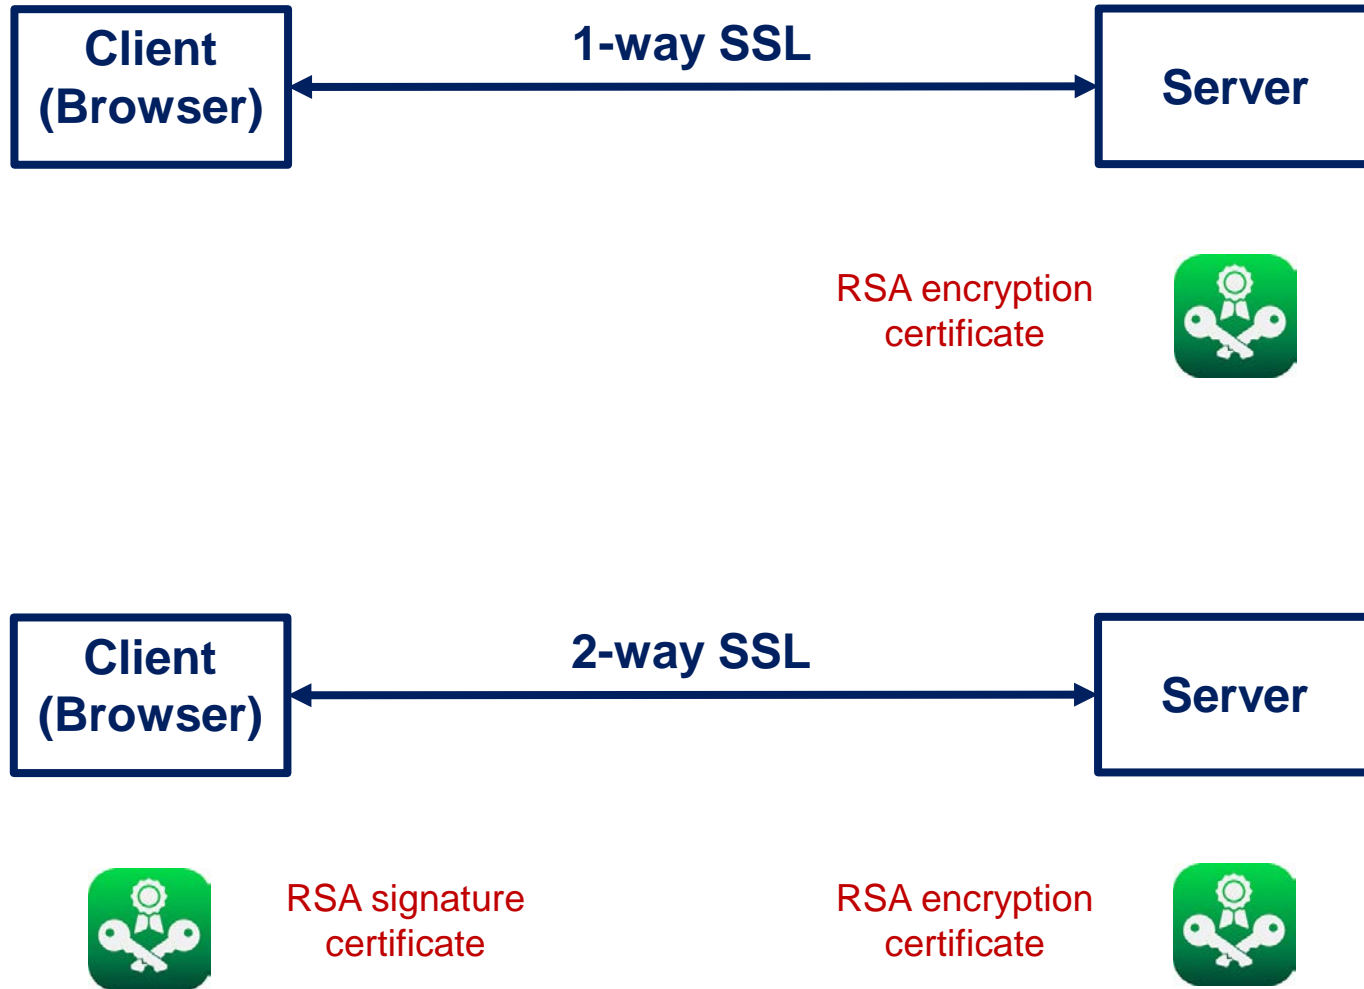 Client
(Browser)
1-way SSL
Server
RSA encryption
certificate
Client
(Browser)
2-way SSL
Server
RSA signature
certificate
RSA encryption
certificate